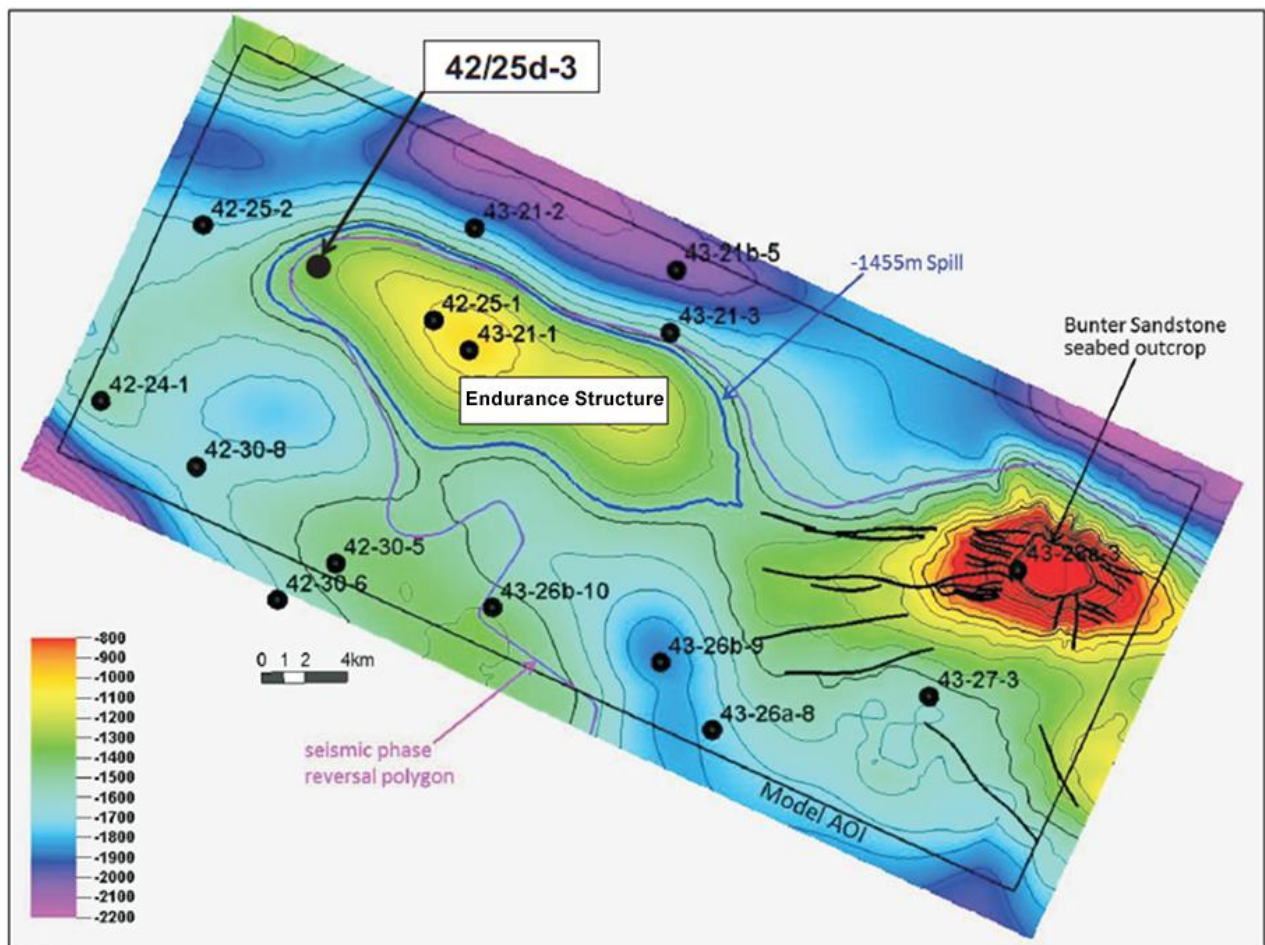 42/25d-3
42-25-2
43-21-2
43-21b-5
-1455m Spill
42-25-1
43-21-3
43-21-1
Bunter Sandstone
seabed outcrop
Endurance Structure
42-24-1
42-30-8
42-30-5
42-30-6
43-26b-10
43-26b-9
43-27-3
43-26a-8
-800
-900
-1000
-1100
-1200
-1300
-1400
-1500
-1600
-1700
-1800
-1900
-2000
-2100
-2200
0 1 2 4km
seismic phase
reversal polygon
Model AOI